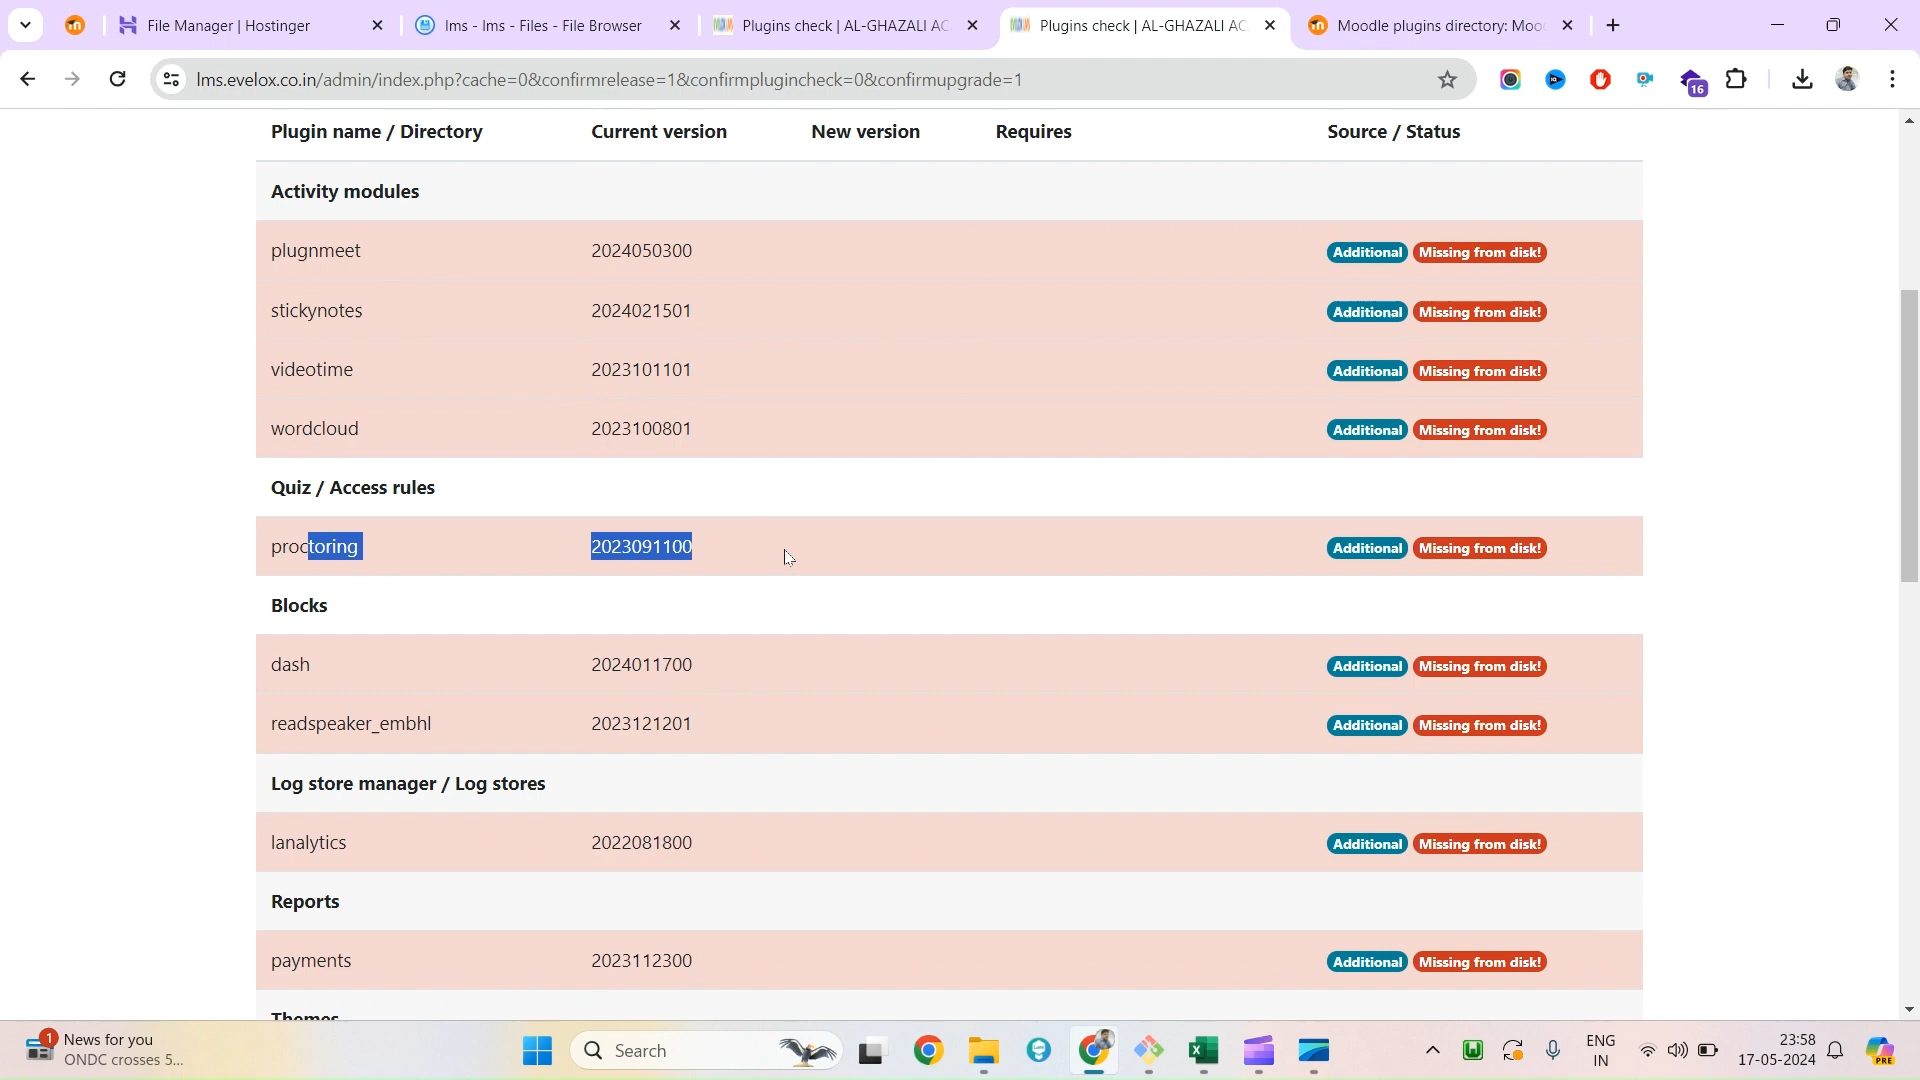 File Manager | Hostinger
lms - lms - Files - File Browser
Plugins check | AL-GHAZALI AC
Plugins check | AL-GHAZALI AC
Moodle plugins directory: Moo
lms.evelox.co.in/admin/index.php?cache=0&confirmrelease=1&confirmplugincheck=0&confirmupgrade=1
16
Plugin name / Directory Current version New version Requires Source / Status
Activity modules
plugnmeet 2024050300 Additional Missing from disk!
stickynotes 2024021501 Additional Missing from disk!
videotime 2023101101 Additional Missing from disk!
wordcloud 2023100801 Additional Missing from disk!
Quiz / Access rules
proctoring 2023091100 Additional Missing from disk!
Blocks
dash 2024011700 Additional Missing from disk!
readspeaker_embhl 2023121201 Additional Missing from disk!
Log store manager / Log stores
lanalytics 2022081800 Additional Missing from disk!
Reports
payments 2023112300 Additional Missing from disk!
Themes
1
News for you
ONDC crosses 5...
Search
ENG
IN
23:58
17-05-2024
PRE